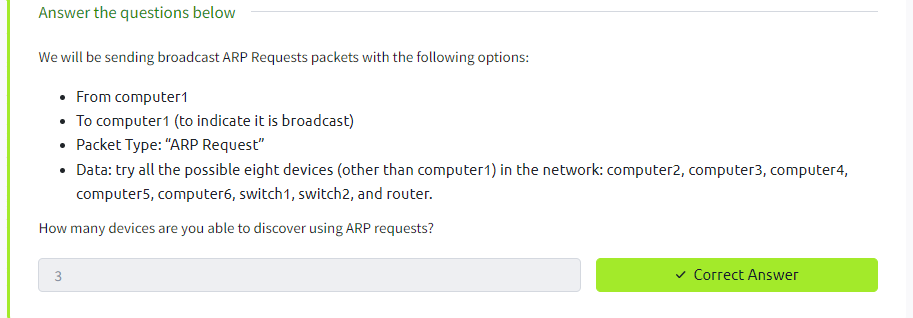 Answer the questions below
We will be sending broadcast ARP Requests packets with the following options:
• From computer1
• To computer1 (to indicate it is broadcast)
• Packet Type: “ARP Request”
• Data: try all the possible eight devices (other than computer1) in the network: computer2, computer3, computer4,
computer5, computer6, switch1, switch2, and router.
How many devices are you able to discover using ARP requests?
3
✓ Correct Answer